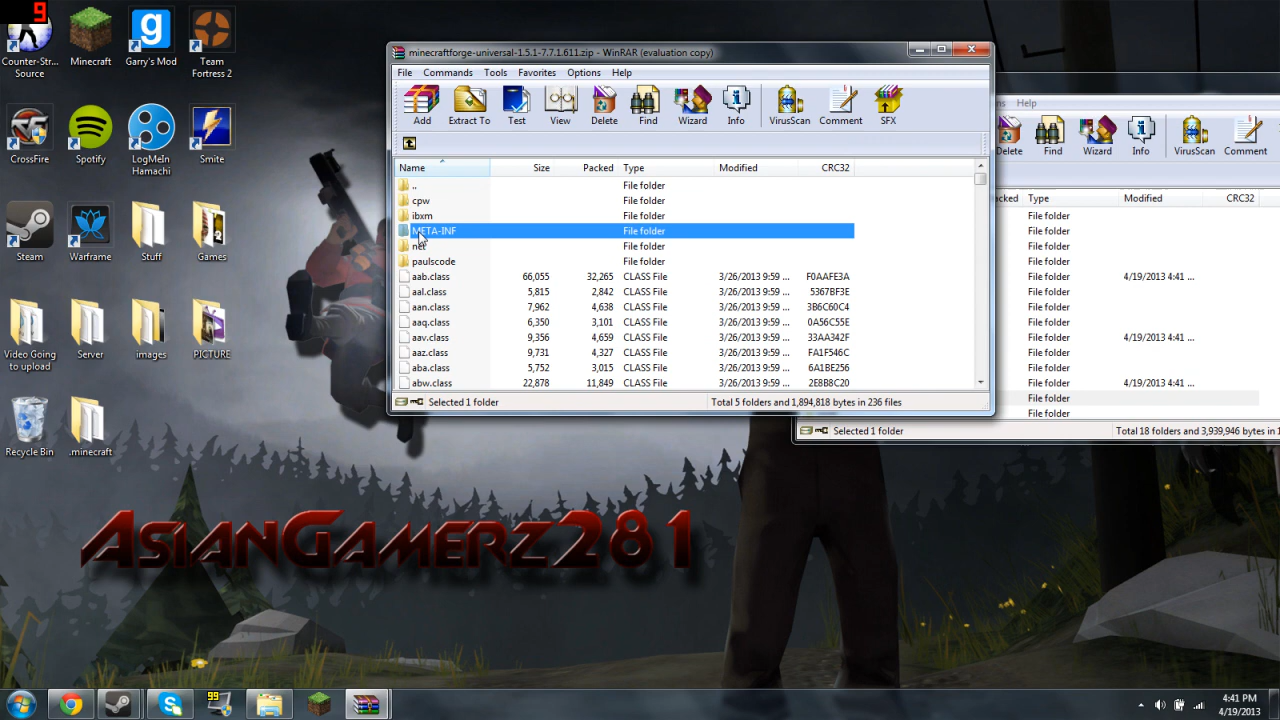 9
Counter-Str... Source
Minecraft
Garry's Mod
Team Fortress 2
CrossFire
Spotify
LogMeIn Hamachi
Smite
Steam
Warframe
Stuff
Games
Video Going to upload
Server
images
PICTURE
Recycle Bin
.minecraft
minecraftforge-universal-1.5.1-7.7.1.611.zip - WinRAR (evaluation copy)
File Commands Tools Favorites Options Help
Add Extract To Test View Delete Find Wizard Info VirusScan Comment SFX
Name Size Packed Type Modified CRC32
.. File folder
cpw File folder
ibxm File folder
META-INF File folder
net File folder
paulscode File folder
aab.class 66,055 32,265 CLASS File 3/26/2013 9:59 ... F0AAFE3A
aal.class 5,815 2,842 CLASS File 3/26/2013 9:59 ... 5367BF3E
aan.class 7,962 4,638 CLASS File 3/26/2013 9:59 ... 3B6C60C4
aaq.class 6,350 3,101 CLASS File 3/26/2013 9:59 ... 0A56C55E
aav.class 9,356 4,659 CLASS File 3/26/2013 9:59 ... 33AA342F
aaz.class 9,731 4,327 CLASS File 3/26/2013 9:59 ... FA1F546C
aba.class 5,752 3,015 CLASS File 3/26/2013 9:59 ... 6A1BE256
abw.class 22,878 11,849 CLASS File 3/26/2013 9:59 ... 2E8B8C20
Selected 1 folder Total 5 folders and 1,894,818 bytes in 236 files
ns Help
Delete Find Wizard Info VirusScan Comment
acked Type Modified CRC32
File folder
File folder
File folder
File folder
File folder 4/19/2013 4:41 ...
File folder
File folder
File folder
File folder 4/19/2013 4:41 ...
File folder
File folder
File folder 4/19/2013 4:41 ...
File folder
File folder
Selected 1 folder Total 18 folders and 3,939,946 bytes in 1
AsianGamerz281
99
4:41 PM
4/19/2013